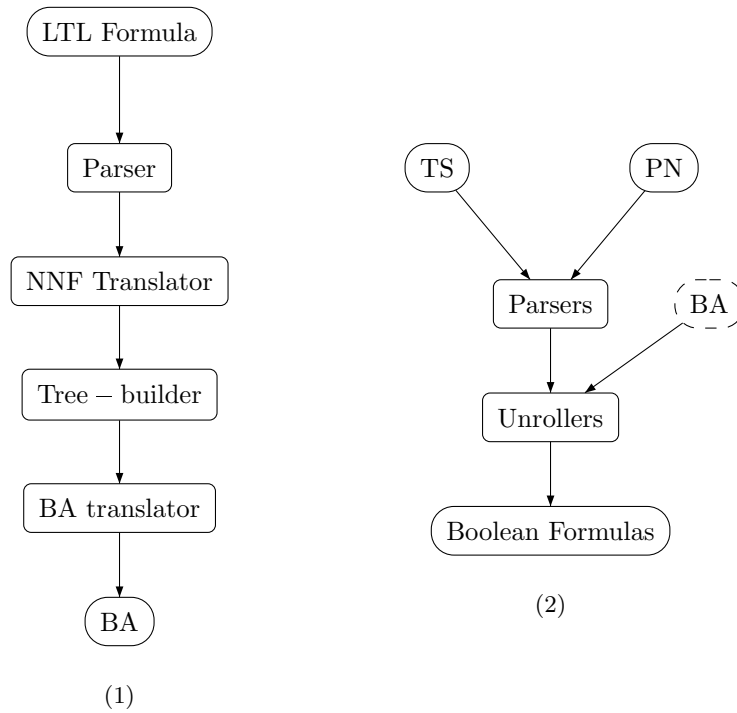 LTL Formula
Parser
NNF Translator
Tree – builder
BA translator
BA
(1)
TS
PN
Parsers
BA
Unrollers
Boolean Formulas
(2)